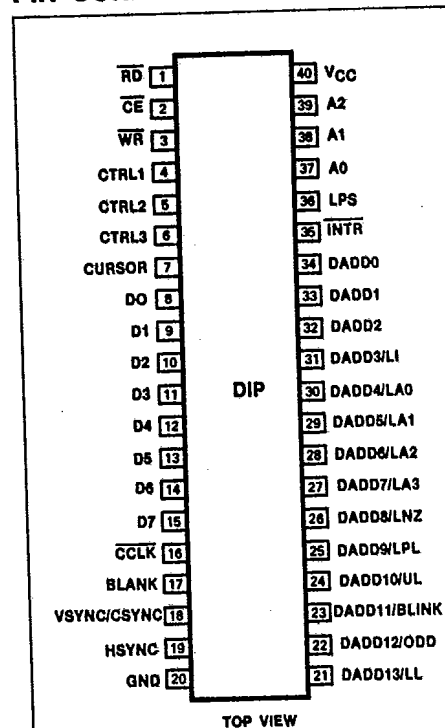 RD 1 40 VCC
CE 2 39 A2
WR 3 38 A1
CTRL1 4 37 A0
CTRL2 5 36 LPS
CTRL3 6 35 INTR
CURSOR 7 34 DADD0
D0 8 33 DADD1
D1 9 32 DADD2
D2 10 31 DADD3/LI
D3 11 30 DADD4/LA0
DIP
D4 12 29 DADD5/LA1
D5 13 28 DADD6/LA2
D6 14 27 DADD7/LA3
D7 15 26 DADD8/LNZ
CCLK 16 25 DADD9/LPL
BLANK 17 24 DADD10/UL
VSYNC/CSYNC 18 23 DADD11/BLINK
HSYNC 19 22 DADD12/ODD
GND 20 21 DADD13/LL
TOP VIEW